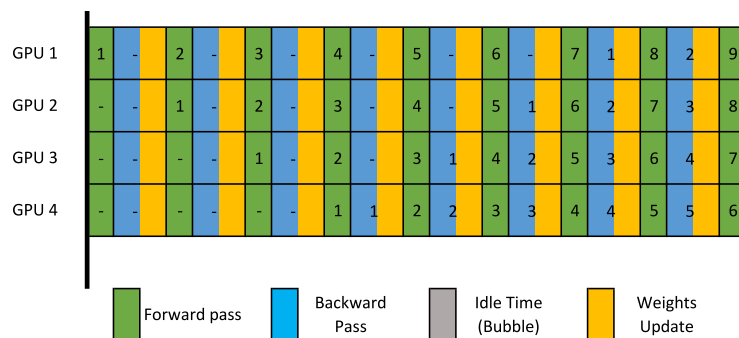 GPU 1 1 - 2 - 3 - 4 - 5 - 6 - 7 1 8 2 9
GPU 2 - - 1 - 2 - 3 - 4 - 5 1 6 2 7 3 8
GPU 3 - - - - 1 - 2 - 3 1 4 2 5 3 6 4 7
GPU 4 - - - - - - 1 1 2 2 3 3 4 4 5 5 6
Forward pass
Backward
Pass
Idle Time
(Bubble)
Weights
Update